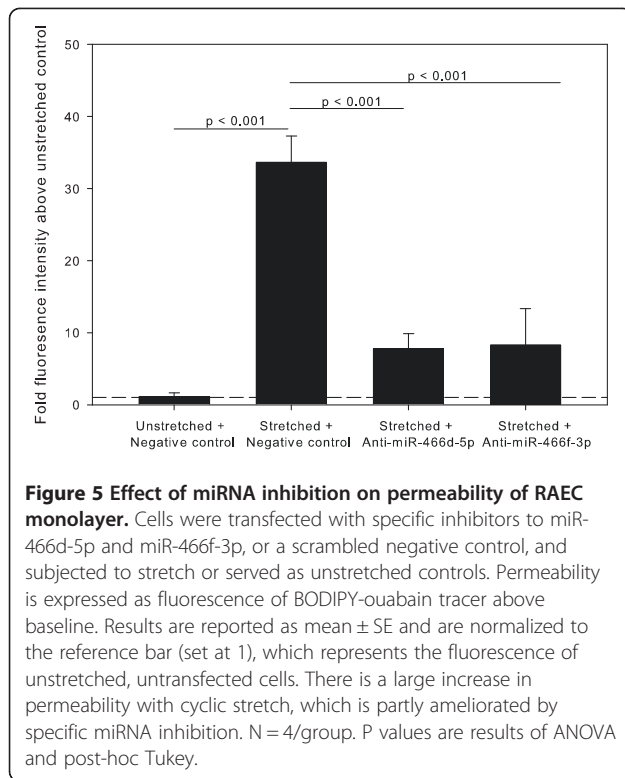 Fold fluoresence intensity above unstretched control
50
40
30
20
10
0
p < 0.001
p < 0.001
p < 0.001
Unstretched +
Negative control
Stretched +
Negative control
Stretched +
Anti-miR-466d-5p
Stretched +
Anti-miR-466f-3p
Figure 5 Effect of miRNA inhibition on permeability of RAEC
monolayer. Cells were transfected with specific inhibitors to miR-
466d-5p and miR-466f-3p, or a scrambled negative control, and
subjected to stretch or served as unstretched controls. Permeability
is expressed as fluorescence of BODIPY-ouabain tracer above
baseline. Results are reported as mean ± SE and are normalized to
the reference bar (set at 1), which represents the fluorescence of
unstretched, untransfected cells. There is a large increase in
permeability with cyclic stretch, which is partly ameliorated by
specific miRNA inhibition. N = 4/group. P values are results of ANOVA
and post-hoc Tukey.